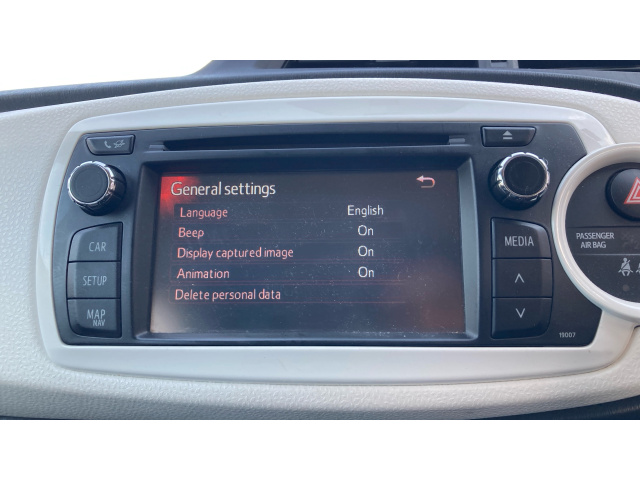 General settings
Language English
Beep On
Display captured image On
Animation On
Delete personal data
CAR
SETUP
MAP
NAV
MEDIA
19007
PASSENGER
AIR BAG